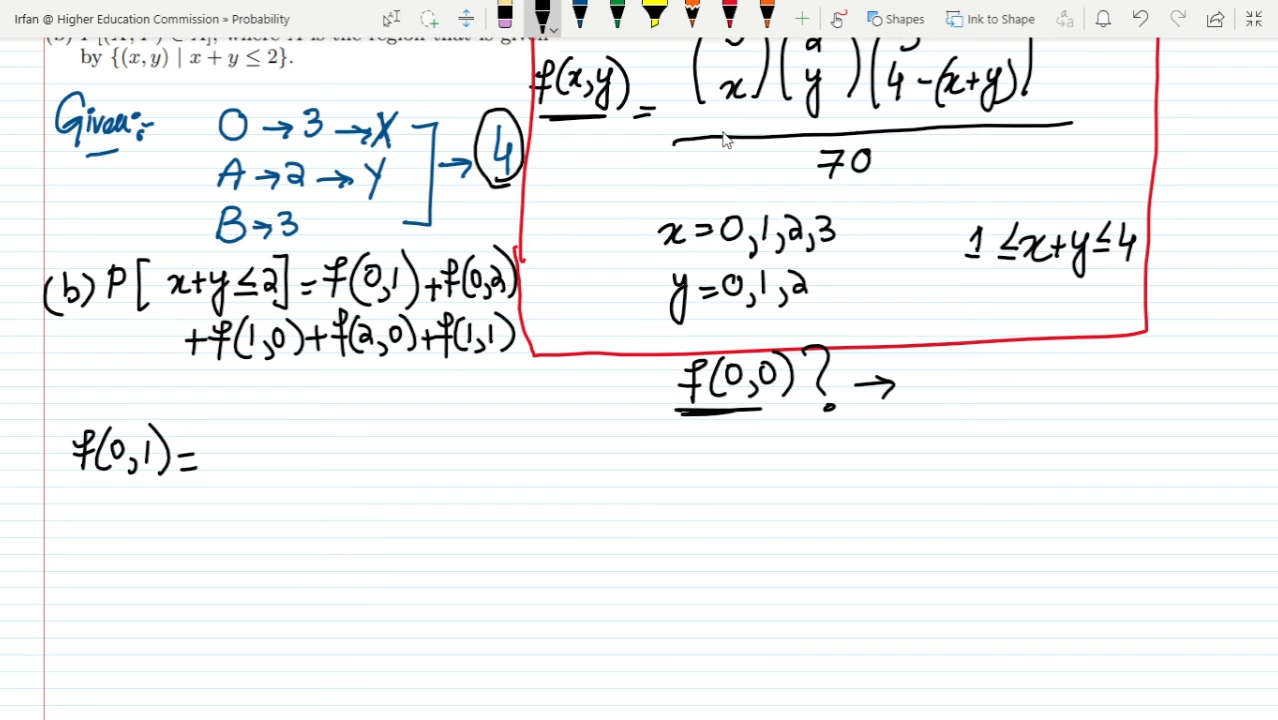 Irfan @ Higher Education Commission » Probability
Shapes
Ink to Shape
by {(x, y) | x + y ≤ 2}.
f(x,y) = (x) (2 y) (4-(x+y))
70
Given:-
O → 3 → X
A → 2 → Y
B → 3
→ 4
x = 0,1,2,3
y = 0,1,2
1 ≤ x+y ≤ 4
(b) P[ x+y ≤ 2] = f(0,1) + f(0,2)
+ f(1,0) + f(2,0) + f(1,1)
f(0,0)? →
f(0,1) =